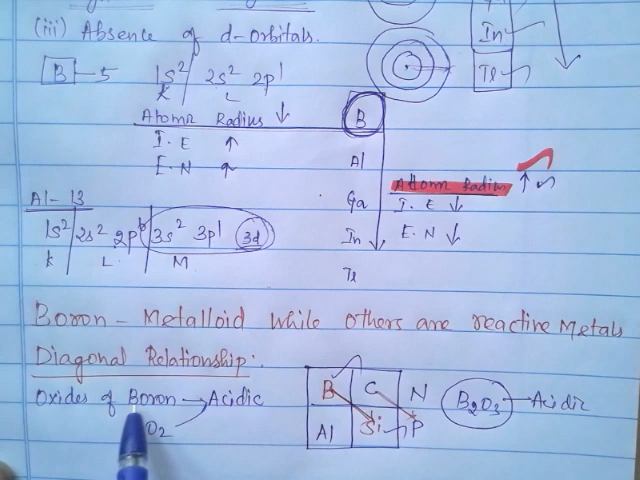 (iii) Absence of d-orbitals.
In
Tl
B - 5 1s² 2s² 2p¹
K L
Atomic Radius ↓
I. E ↑
E. N ↑
B
Al
Ga
In
Tl
Atomic Radius ↑
I. E ↓
E. N ↓
Al - 13
1s² 2s² 2p⁶ 3s² 3p¹ 3d
K L M
Boron - Metalloid while others are reactive Metals
Diagonal Relationship:
Oxides of Boron → Acidic
O₂
B C N
Al Si P
B₂O₃ → Acidic